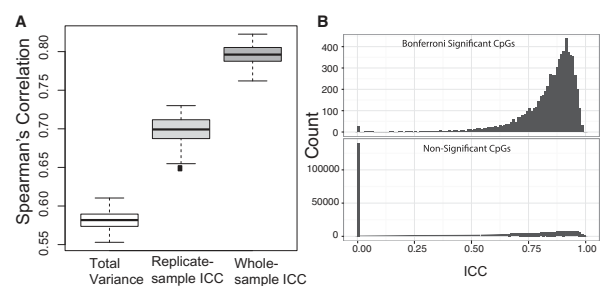 A
Spearman's Correlation
0.80
0.75
0.70
0.65
0.60
0.55
Total
Variance
Replicate-
sample ICC
Whole-
sample ICC
B
Count
Bonferroni Significant CpGs
400
300
200
100
0
Non-Significant CpGs
100000
50000
0
0.00 0.25 0.50 0.75 1.00
ICC